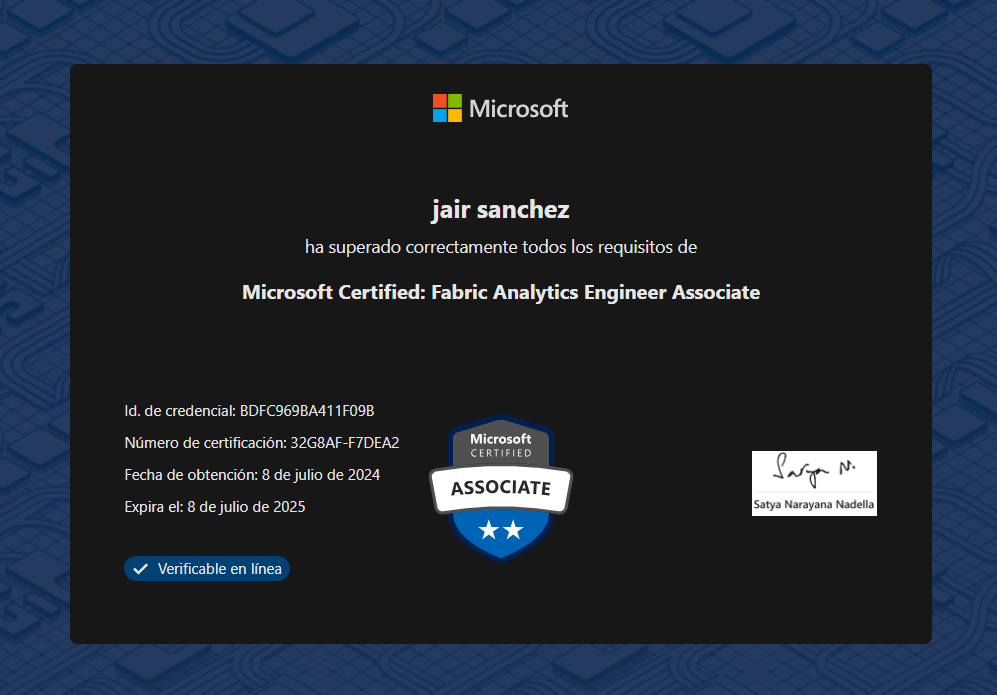 Microsoft
jair sanchez
ha superado correctamente todos los requisitos de
Microsoft Certified: Fabric Analytics Engineer Associate
Id. de credencial: BDFC969BA411F09B
Número de certificación: 32G8AF-F7DEA2
Fecha de obtención: 8 de julio de 2024
Expira el: 8 de julio de 2025
Verificable en línea
Microsoft
CERTIFIED
ASSOCIATE
Satya N.
Satya Narayana Nadella